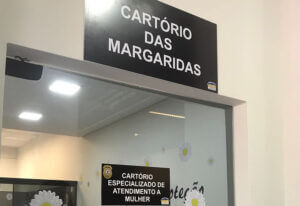 CARTÓRIO
DAS
MARGARIDAS
CARTÓRIO
ESPECIALIZADO DE
ATENDIMENTO A
MULHER